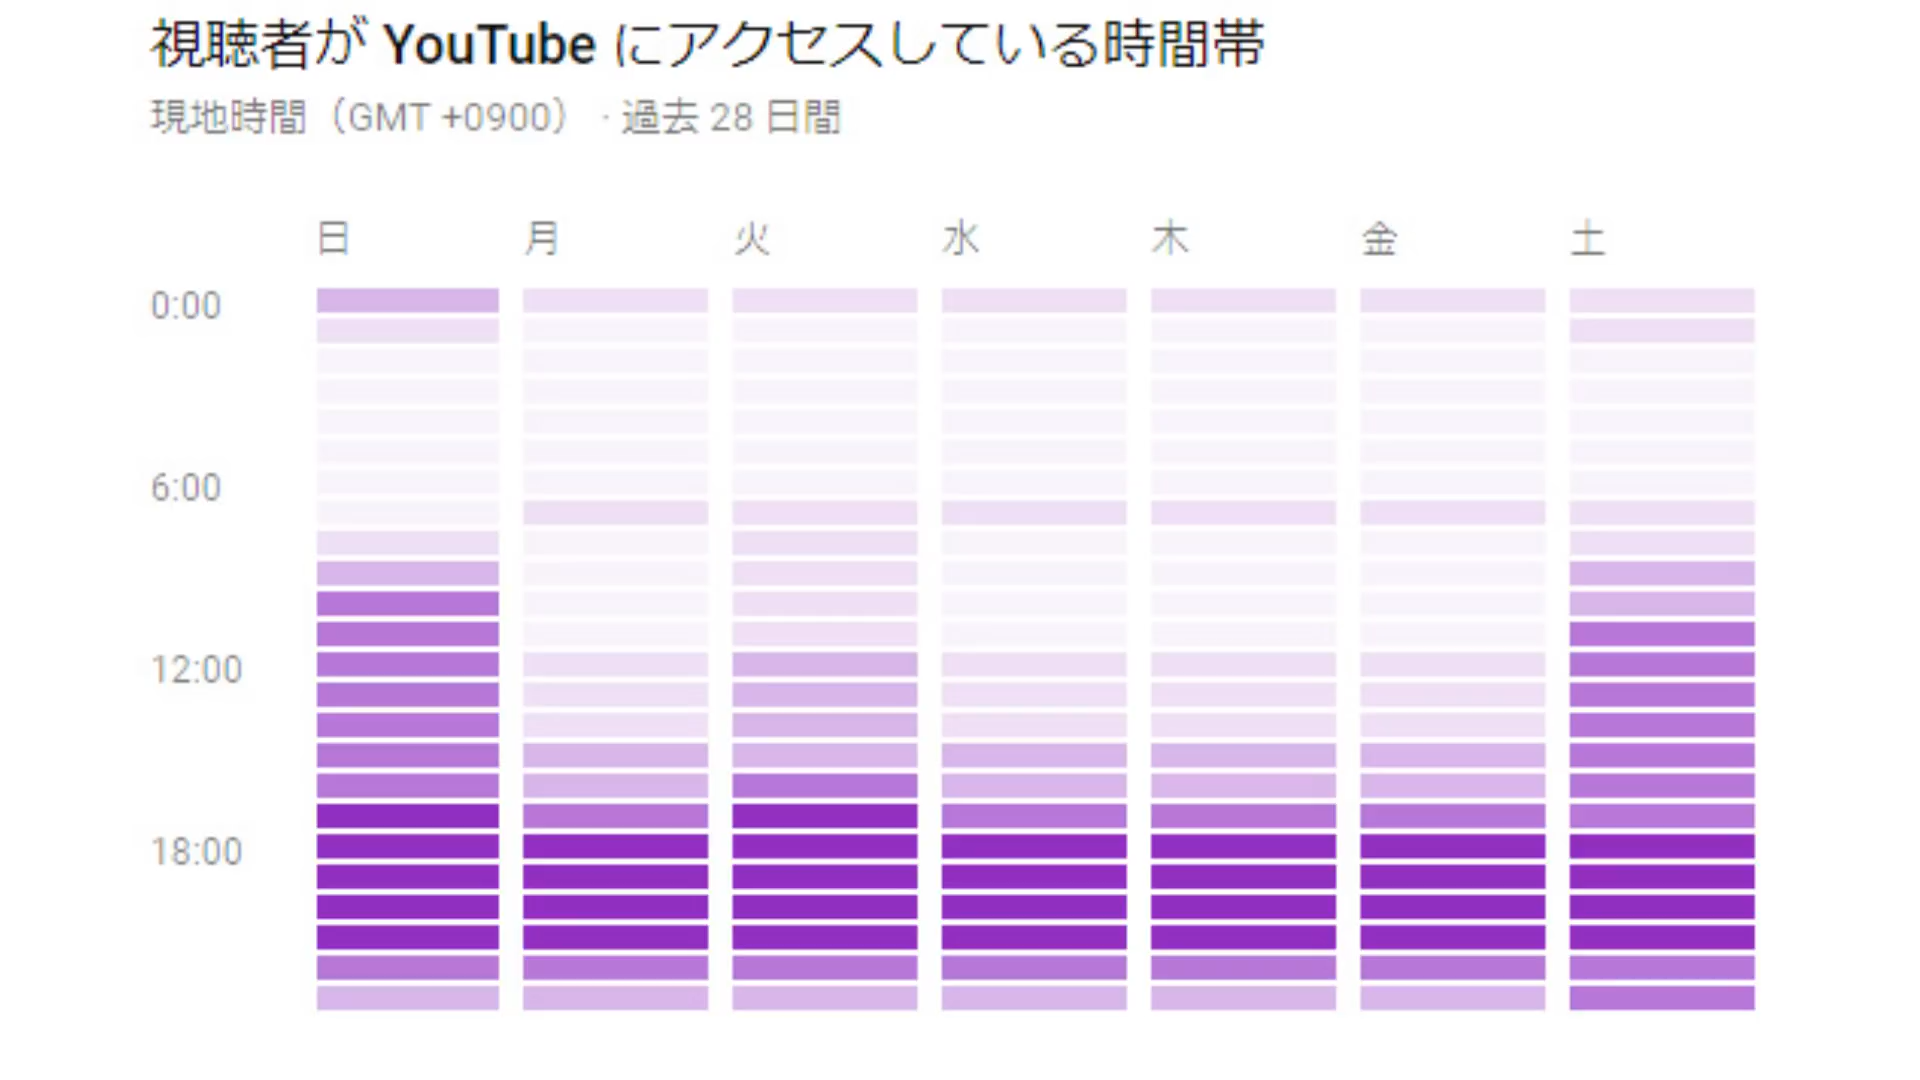 視聴者が YouTube にアクセスしている時間帯
現地時間（GMT +0900） · 過去 28 日間
日 月 火 水 木 金 土
0:00
6:00
12:00
18:00